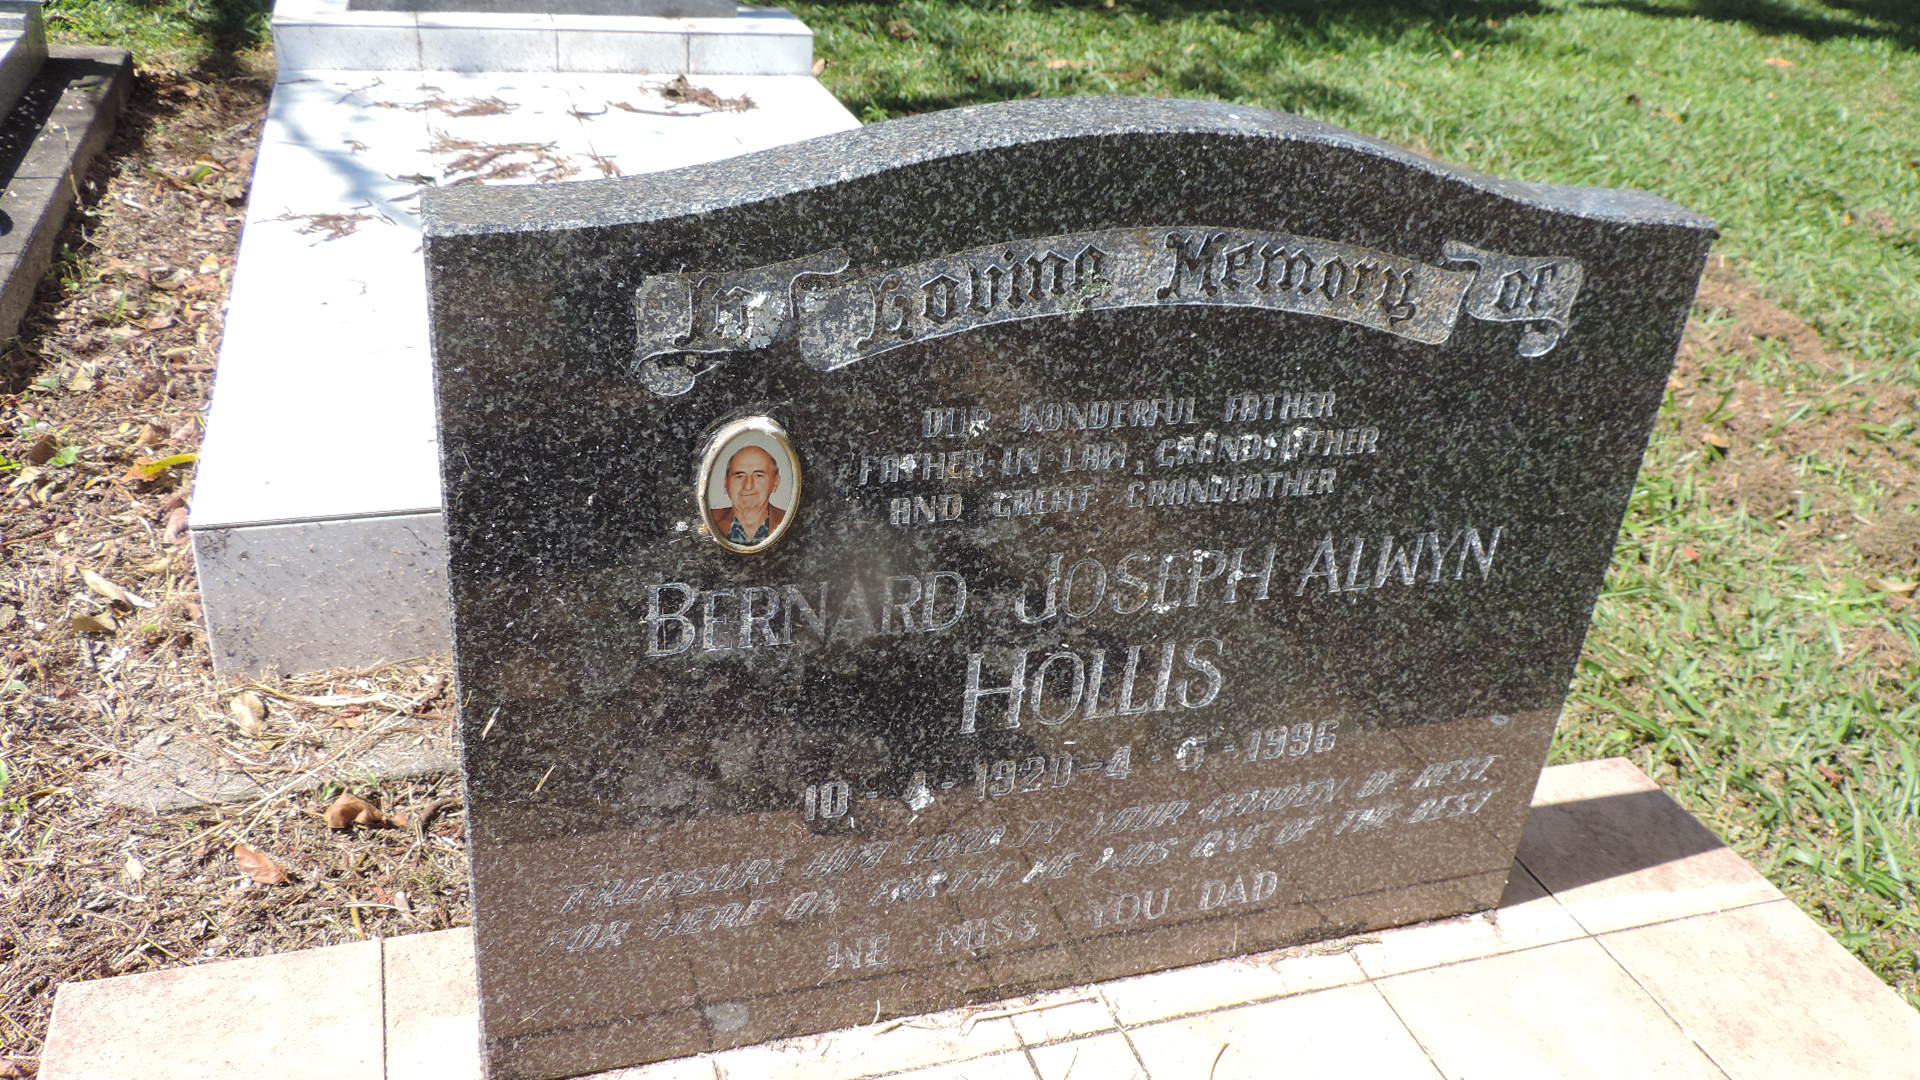 In Loving Memory of
OUR WONDERFUL FATHER
FATHER-IN LAW, GRANDFATHER
AND GREAT GRANDFATHER
BERNARD JOSEPH ALWYN
HOLLIS
10-4-1920-4-6-1996
TREASURE HIM LORD IN YOUR GARDEN OF REST
FOR HERE ON EARTH HE WAS ONE OF THE BEST
WE MISS YOU DAD